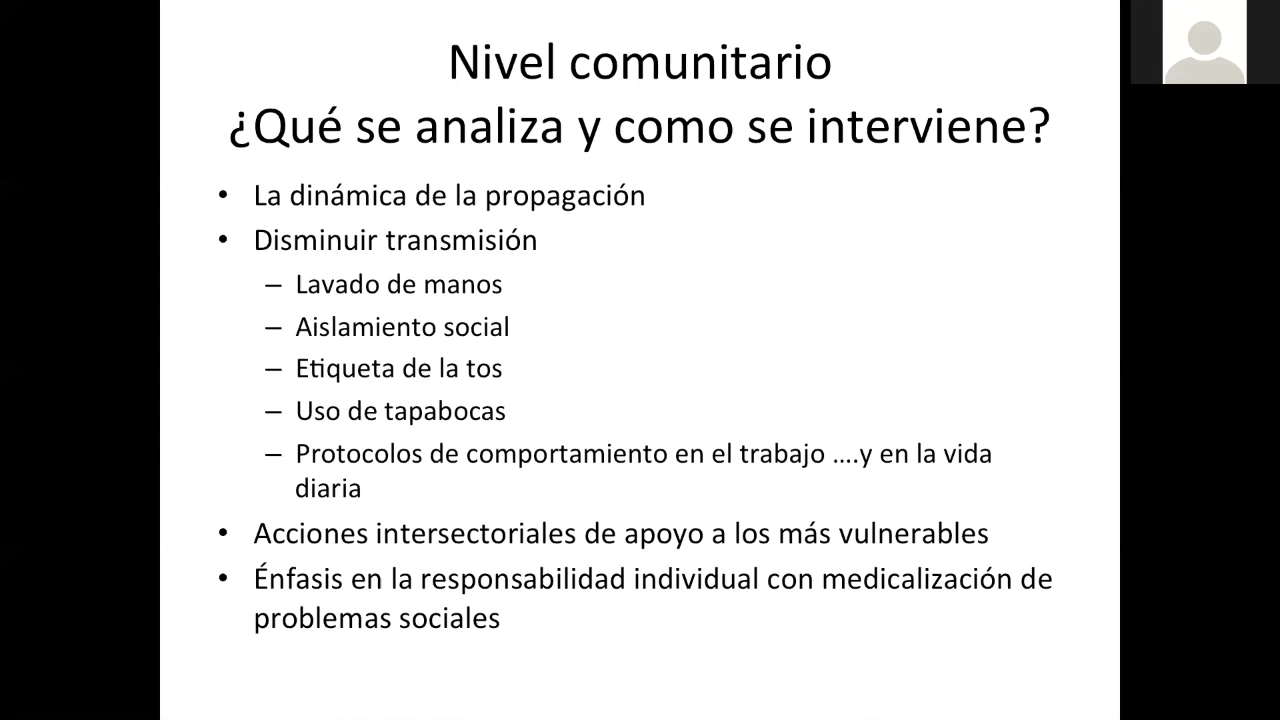 Nivel comunitario
¿Qué se analiza y como se interviene?
• La dinámica de la propagación
• Disminuir transmisión
– Lavado de manos
– Aislamiento social
– Etiqueta de la tos
– Uso de tapabocas
– Protocolos de comportamiento en el trabajo ….y en la vida
diaria
• Acciones intersectoriales de apoyo a los más vulnerables
• Énfasis en la responsabilidad individual con medicalización de
problemas sociales